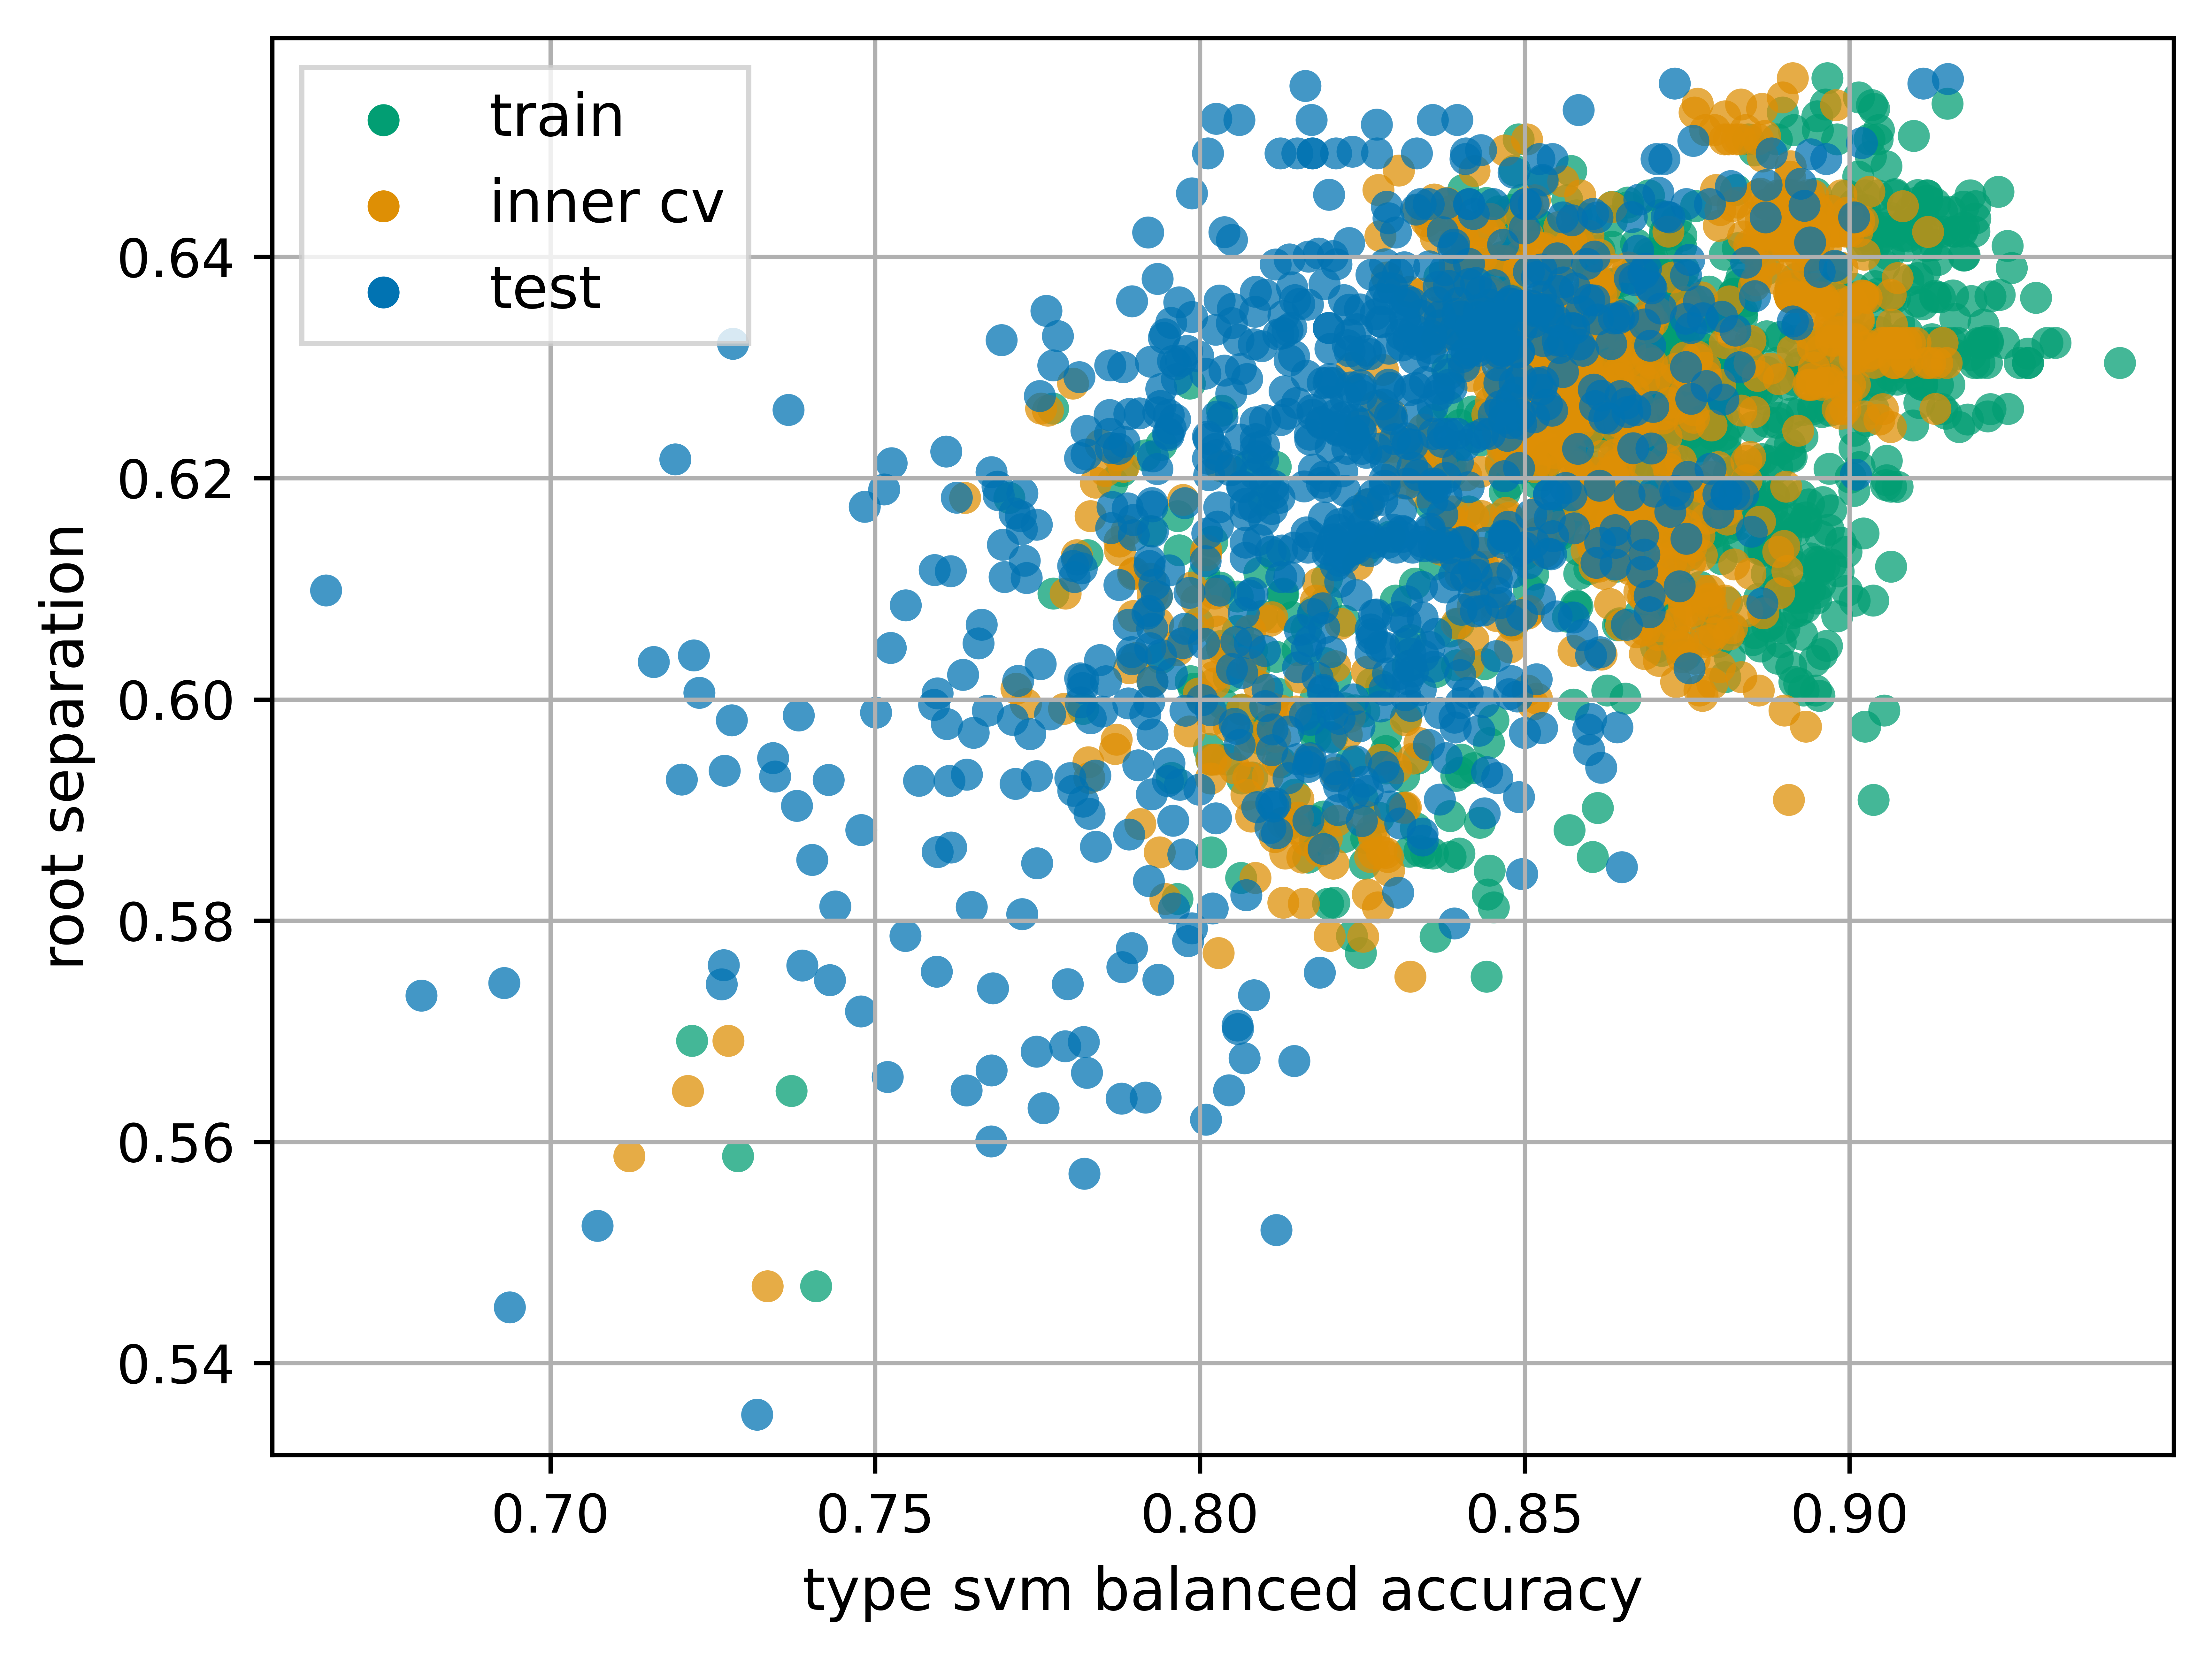 train
inner cv
test
0.64
0.62
0.60
0.58
0.56
0.54
root separation
0.70 0.75 0.80 0.85 0.90
type svm balanced accuracy